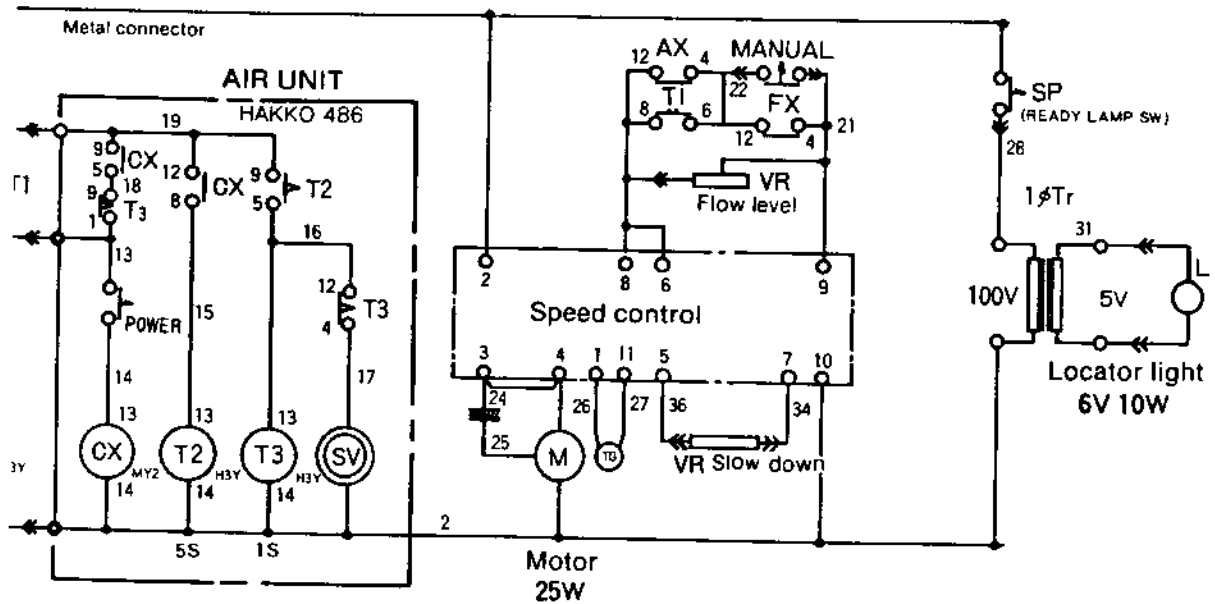 Metal connector
AIR UNIT
HAKKO 486
19
9
CX
5
18
9
T3
1
12
CX
8
9
T2
5
T1
13
16
POWER
15
12
T3
4
14
17
13
CX
MY2
14
13
T2
H3Y
14
13
T3
H3Y
14
SV
3Y
5S
1S
2
12
AX
4
MANUAL
22
T1
8
6
FX
12
4
21
VR
Flow level
2
8
6
9
Speed control
3
4
1
11
5
7
10
24
26
27
36
34
25
M
TG
VR Slow down
Motor
25W
SP
(READY LAMP SW)
28
1φTr
31
100V
5V
L
Locator light
6V 10W